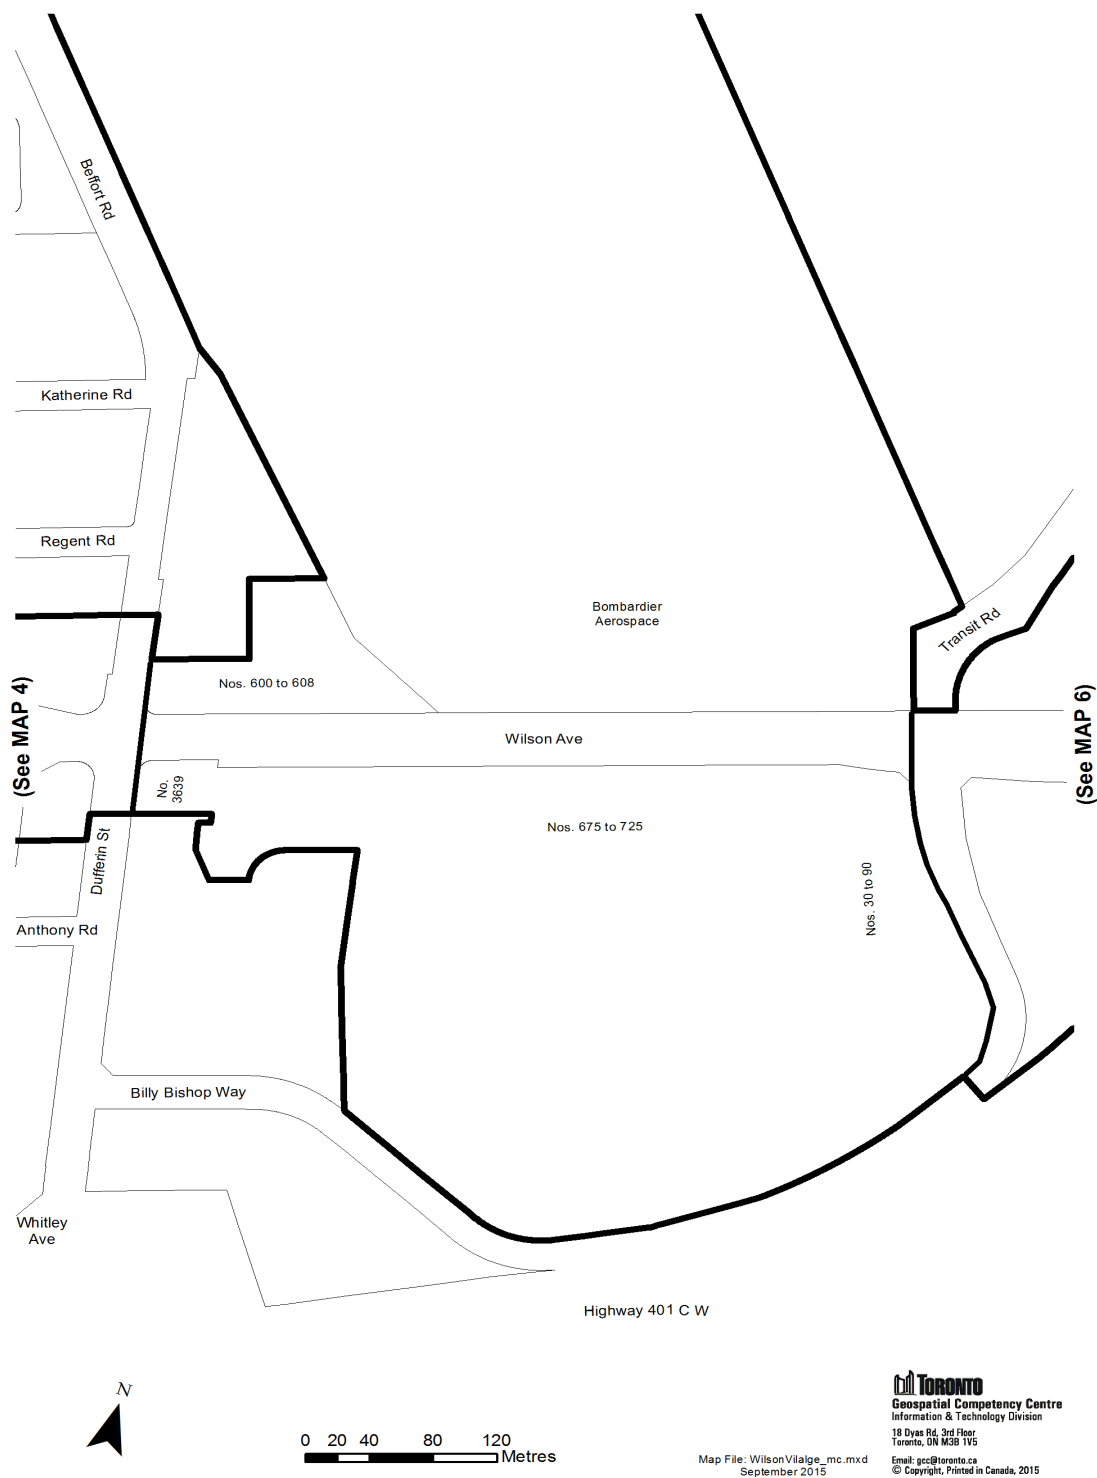 Beffort Rd
Katherine Rd
Regent Rd
Bombardier
Aerospace
Transit Rd
(See MAP 4)
Nos. 600 to 608
(See MAP 6)
Wilson Ave
No.
3639
Nos. 675 to 725
Dufferin St
Nos. 30 to 90
Anthony Rd
Billy Bishop Way
Whitley
Ave
Highway 401 C W
N
0 20 40 80 120
Metres
Map File: WilsonVilalge_mc.mxd
September 2015
TORONTO
Geospatial Competency Centre
Information & Technology Division
18 Dyas Rd, 3rd Floor
Toronto, ON M3B 1V5
Email: gcc@toronto.ca
© Copyright, Printed in Canada, 2015